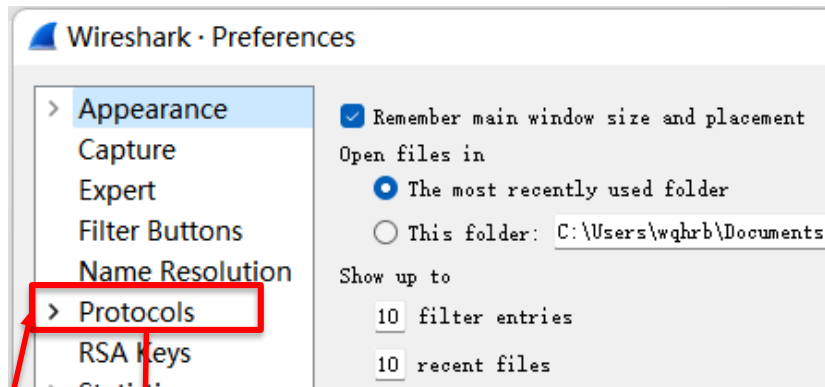 Wireshark · Preferences
Appearance
Capture
Expert
Filter Buttons
Name Resolution
Protocols
RSA Keys
Remember main window size and placement
Open files in
The most recently used folder
This folder: C:\Users\wqhrb\Documents
Show up to
10 filter entries
10 recent files